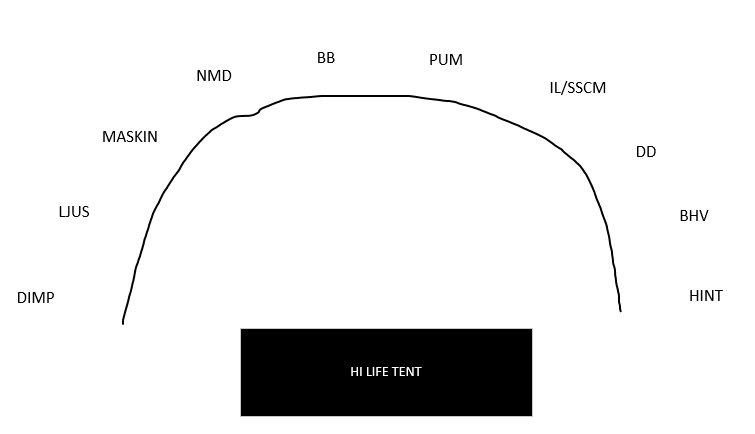 BB
PUM
NMD
IL/SSCM
MASKIN
DD
LJUS
BHV
DIMP
HINT
HI LIFE TENT